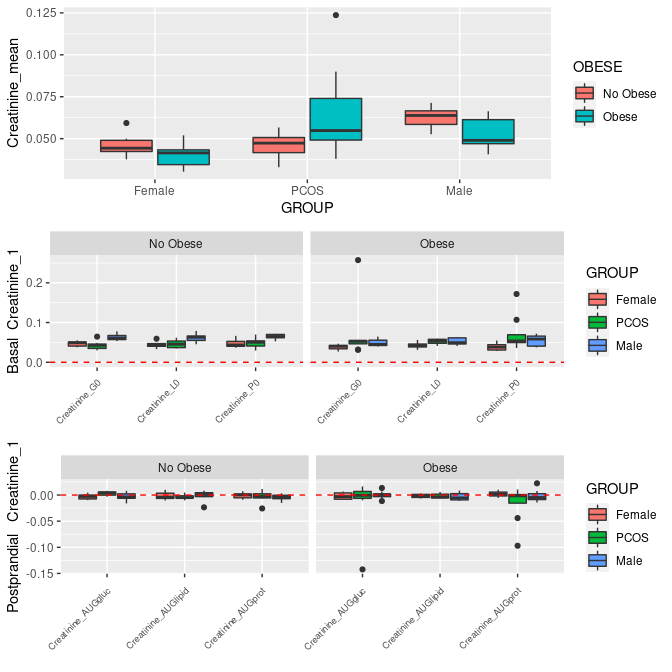 Creatinine_mean
0.125
0.100
0.075
0.050
Female
PCOS
Male
GROUP
OBESE
No Obese
Obese
Basal Creatinine_1
No Obese
Obese
0.2
0.1
0.0
Creatinine_G0
Creatinine_L0
Creatinine_P0
Creatinine_G0
Creatinine_L0
Creatinine_P0
GROUP
Female
PCOS
Male
Postprandial Creatinine_1
No Obese
Obese
0.00
-0.05
-0.10
-0.15
Creatinine_AUGgluc
Creatinine_AUGlipid
Creatinine_AUGprot
Creatinine_AUGgluc
Creatinine_AUGlipid
Creatinine_AUGprot
GROUP
Female
PCOS
Male